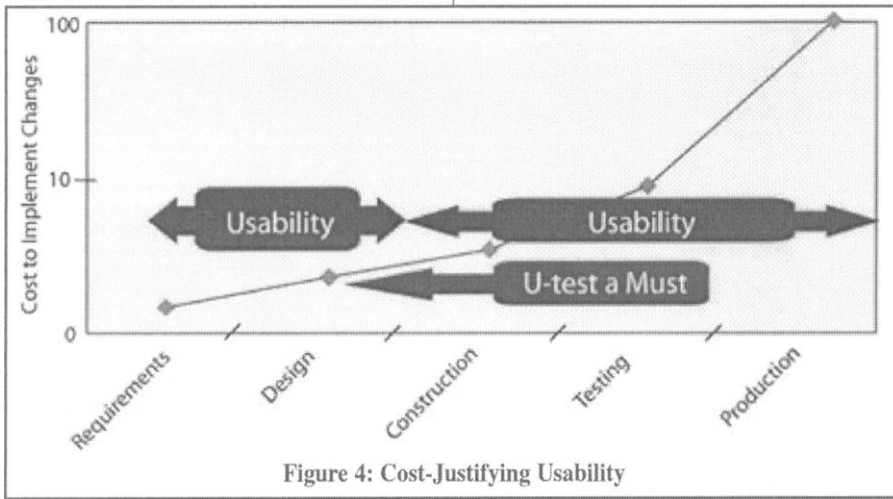 100
Cost to Implement Changes
10
Usability
Usability
U-test a Must
0
Requirements
Design
Construction
Testing
Production
Figure 4: Cost-Justifying Usability